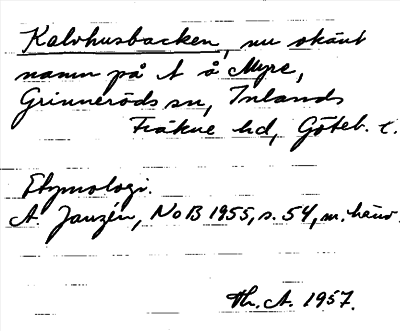 Kalvhusbacken, nu okänt
namn på t å Myre,
Grinneröds sn, Inlands
Fräkne hd, Göteb. l.
Etymologi.
A. Janzén, NoB 1955, s. 54, m. hänv.
Th. A. 1957.